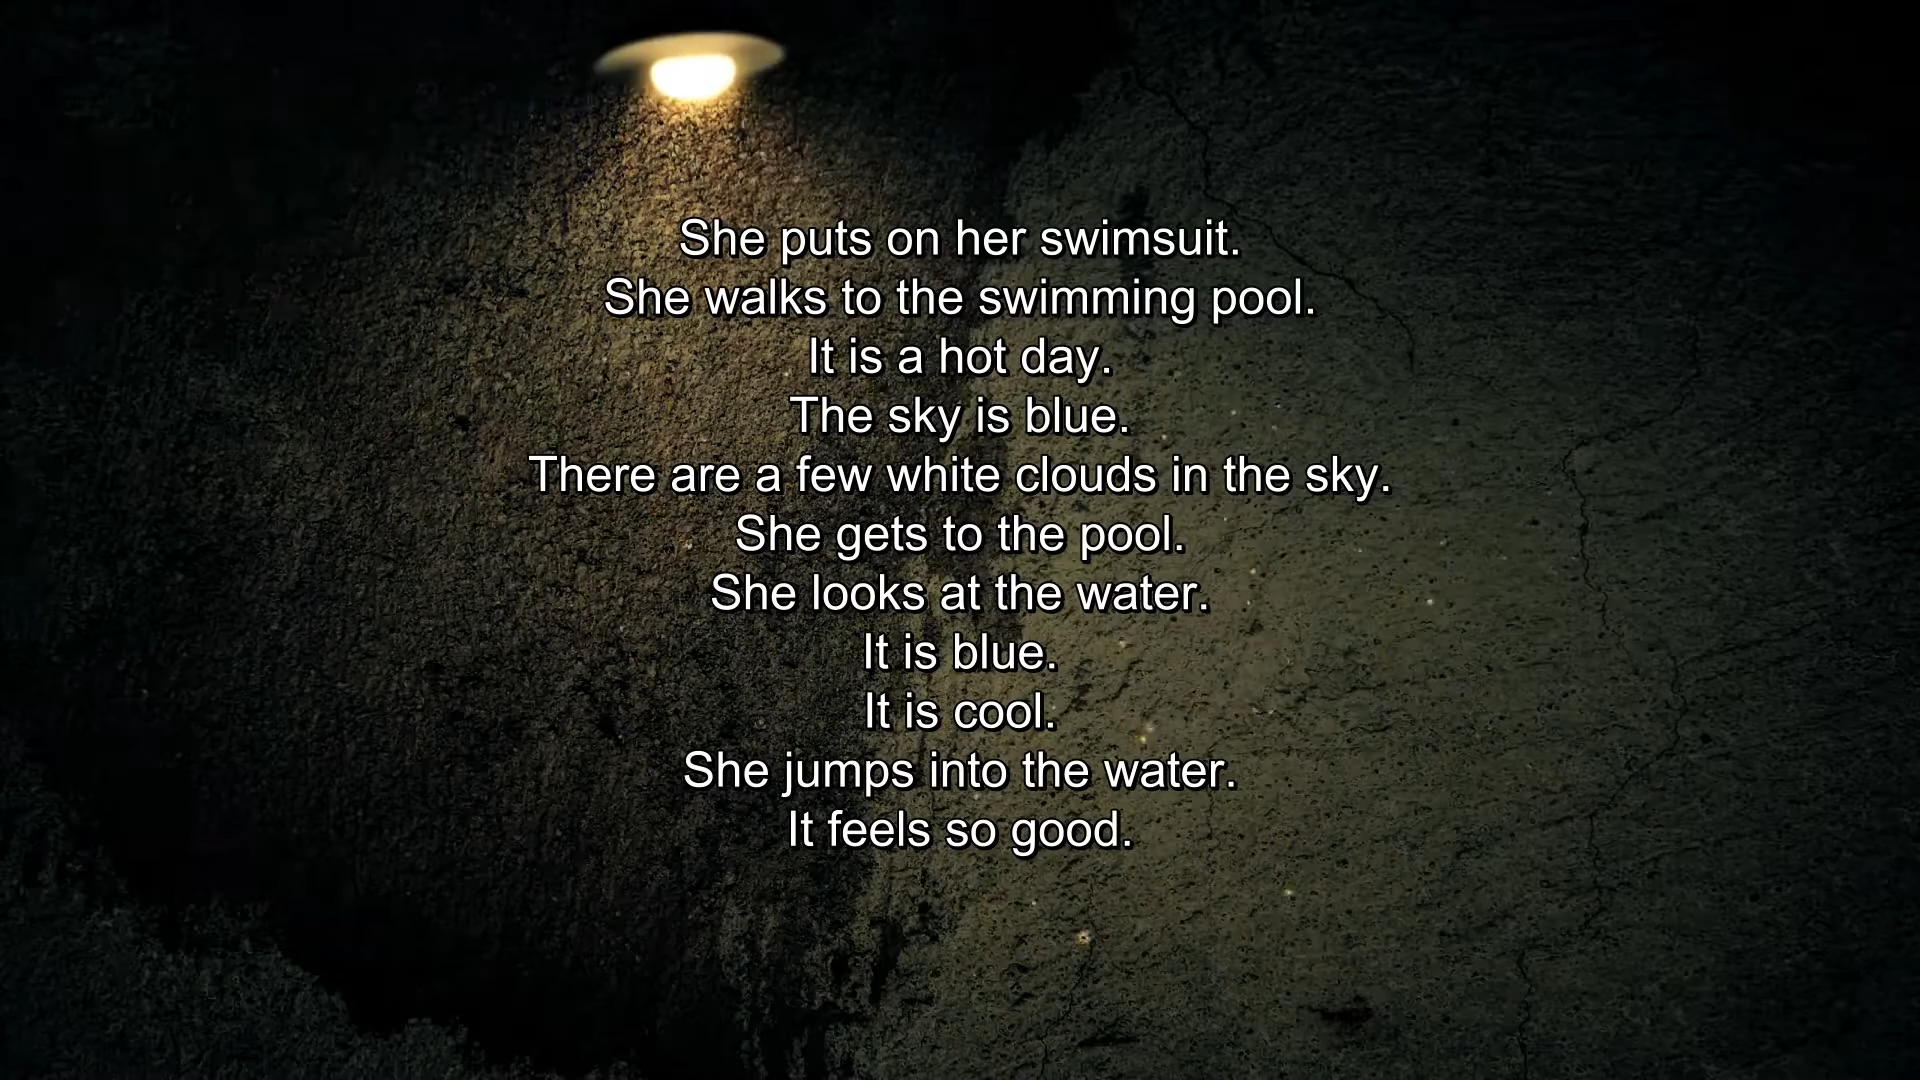 She puts on her swimsuit.
She walks to the swimming pool.
It is a hot day.
The sky is blue.
There are a few white clouds in the sky.
She gets to the pool.
She looks at the water.
It is blue.
It is cool.
She jumps into the water.
It feels so good.